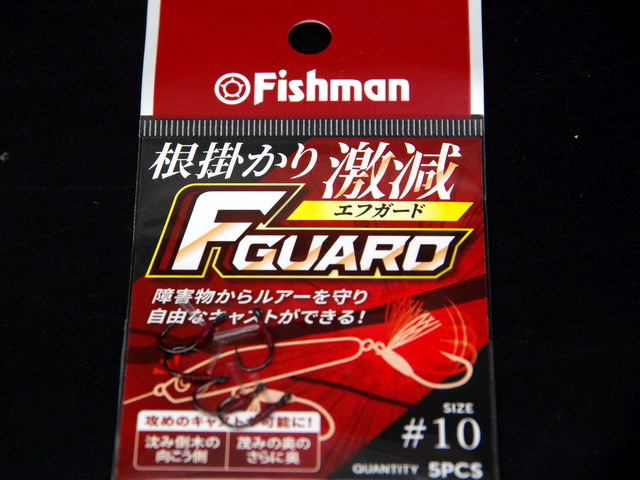 Fishman
根掛かり激減
エフガード
F GUARD
障害物からルアーを守り
自由なキャストができる!
攻めのキャストが可能に!
沈み倒木の
向こう側
茂みの奥の
さらに奥
SIZE
#10
QUANTITY 5PCS